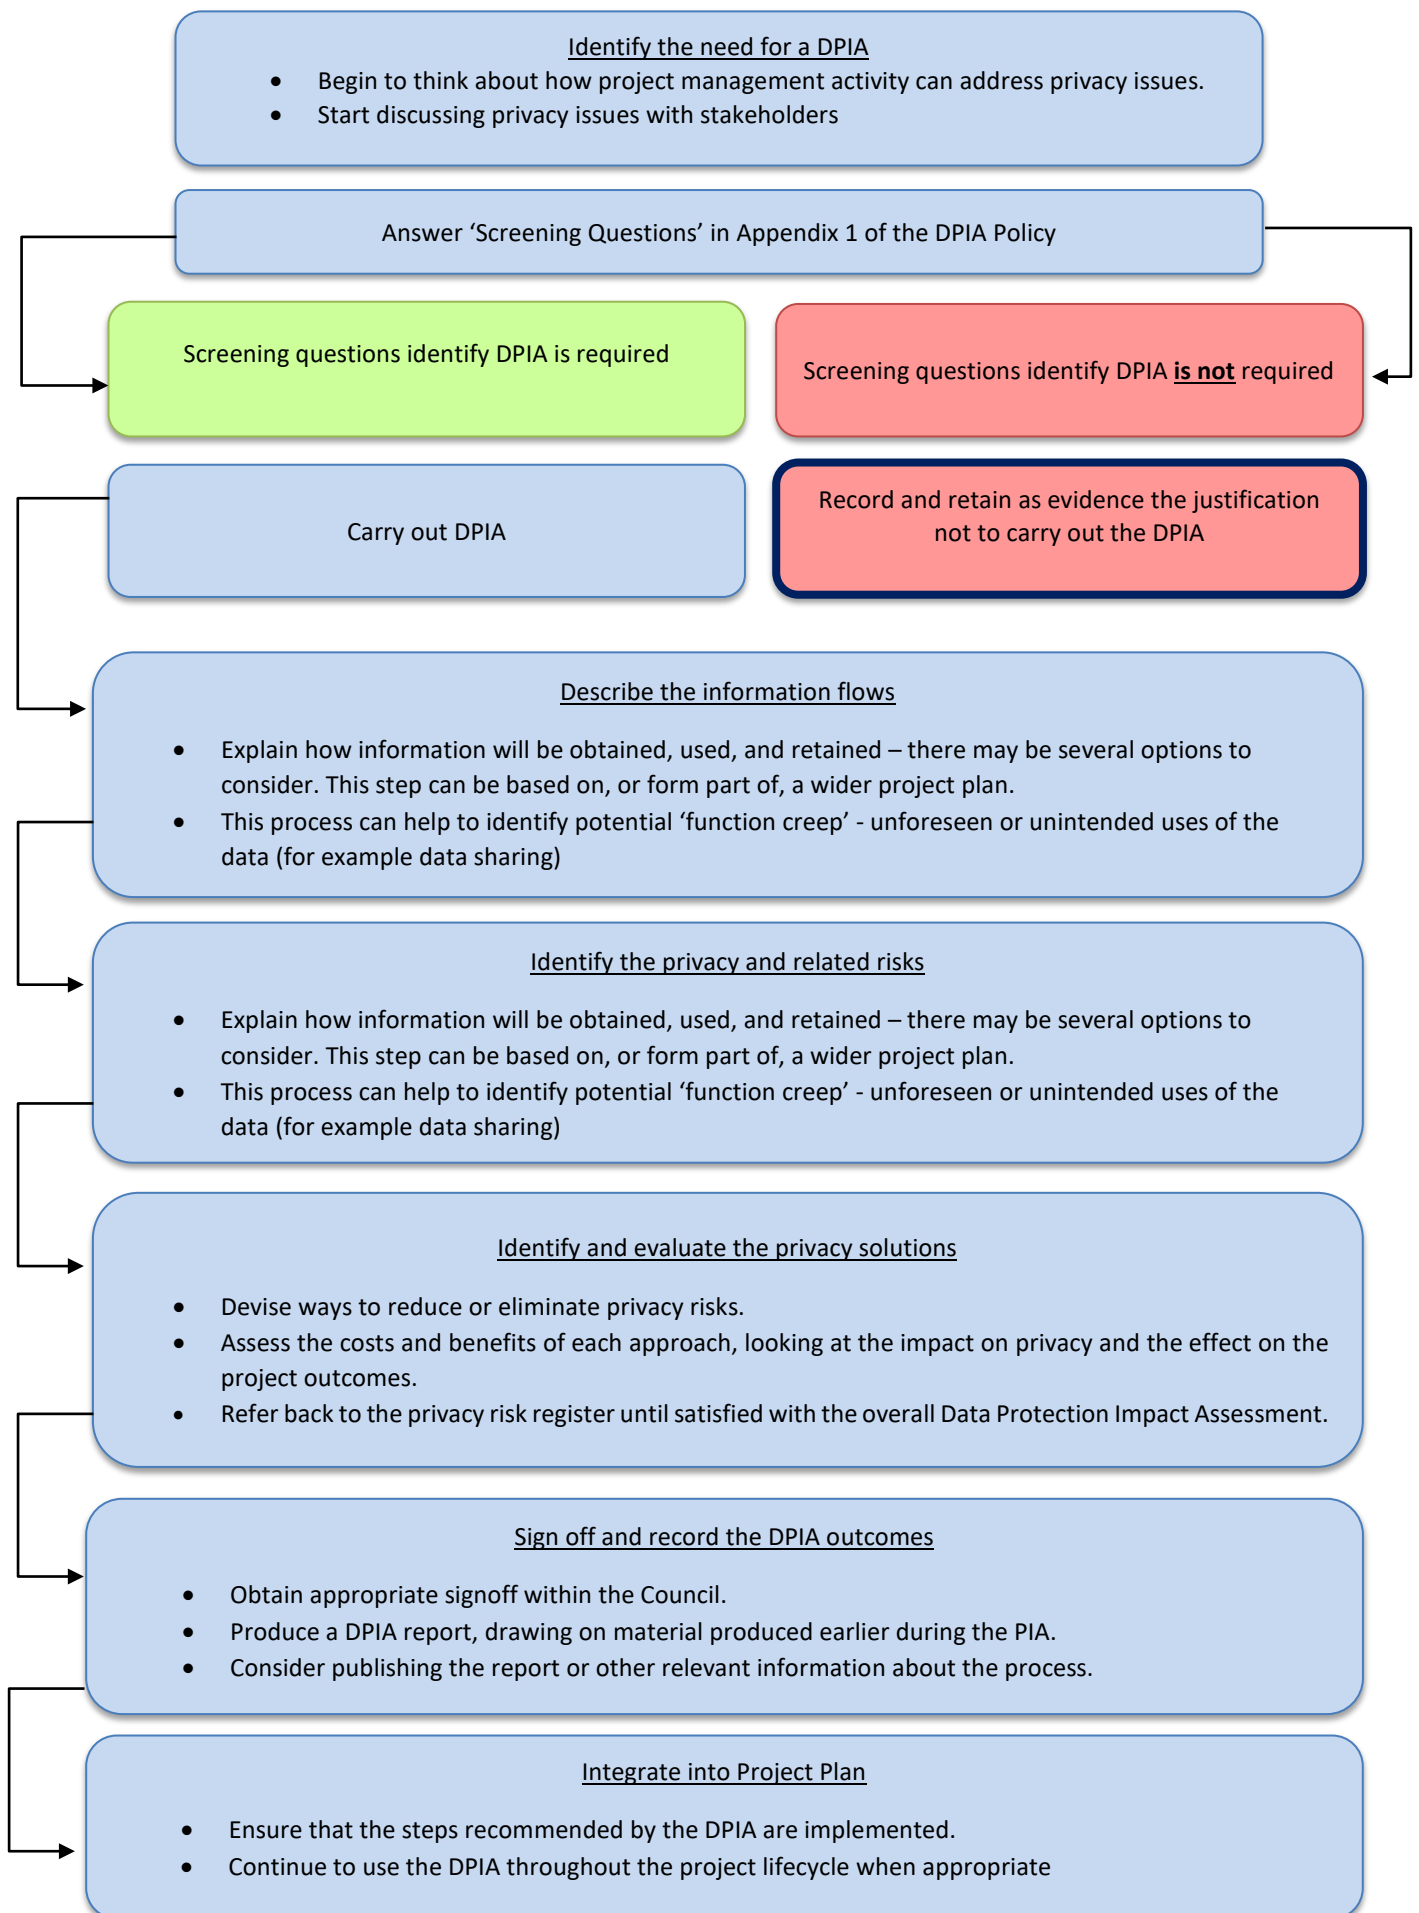 Identify the need for a DPIA
• Begin to think about how project management activity can address privacy issues.
• Start discussing privacy issues with stakeholders
Answer ‘Screening Questions’ in Appendix 1 of the DPIA Policy
Screening questions identify DPIA is required
Screening questions identify DPIA is not required
Carry out DPIA
Record and retain as evidence the justification
not to carry out the DPIA
Describe the information flows
• Explain how information will be obtained, used, and retained – there may be several options to
consider. This step can be based on, or form part of, a wider project plan.
• This process can help to identify potential ‘function creep’ - unforeseen or unintended uses of the
data (for example data sharing)
Identify the privacy and related risks
• Explain how information will be obtained, used, and retained – there may be several options to
consider. This step can be based on, or form part of, a wider project plan.
• This process can help to identify potential ‘function creep’ - unforeseen or unintended uses of the
data (for example data sharing)
Identify and evaluate the privacy solutions
• Devise ways to reduce or eliminate privacy risks.
• Assess the costs and benefits of each approach, looking at the impact on privacy and the effect on the
project outcomes.
• Refer back to the privacy risk register until satisfied with the overall Data Protection Impact Assessment.
Sign off and record the DPIA outcomes
• Obtain appropriate signoff within the Council.
• Produce a DPIA report, drawing on material produced earlier during the PIA.
• Consider publishing the report or other relevant information about the process.
Integrate into Project Plan
• Ensure that the steps recommended by the DPIA are implemented.
• Continue to use the DPIA throughout the project lifecycle when appropriate